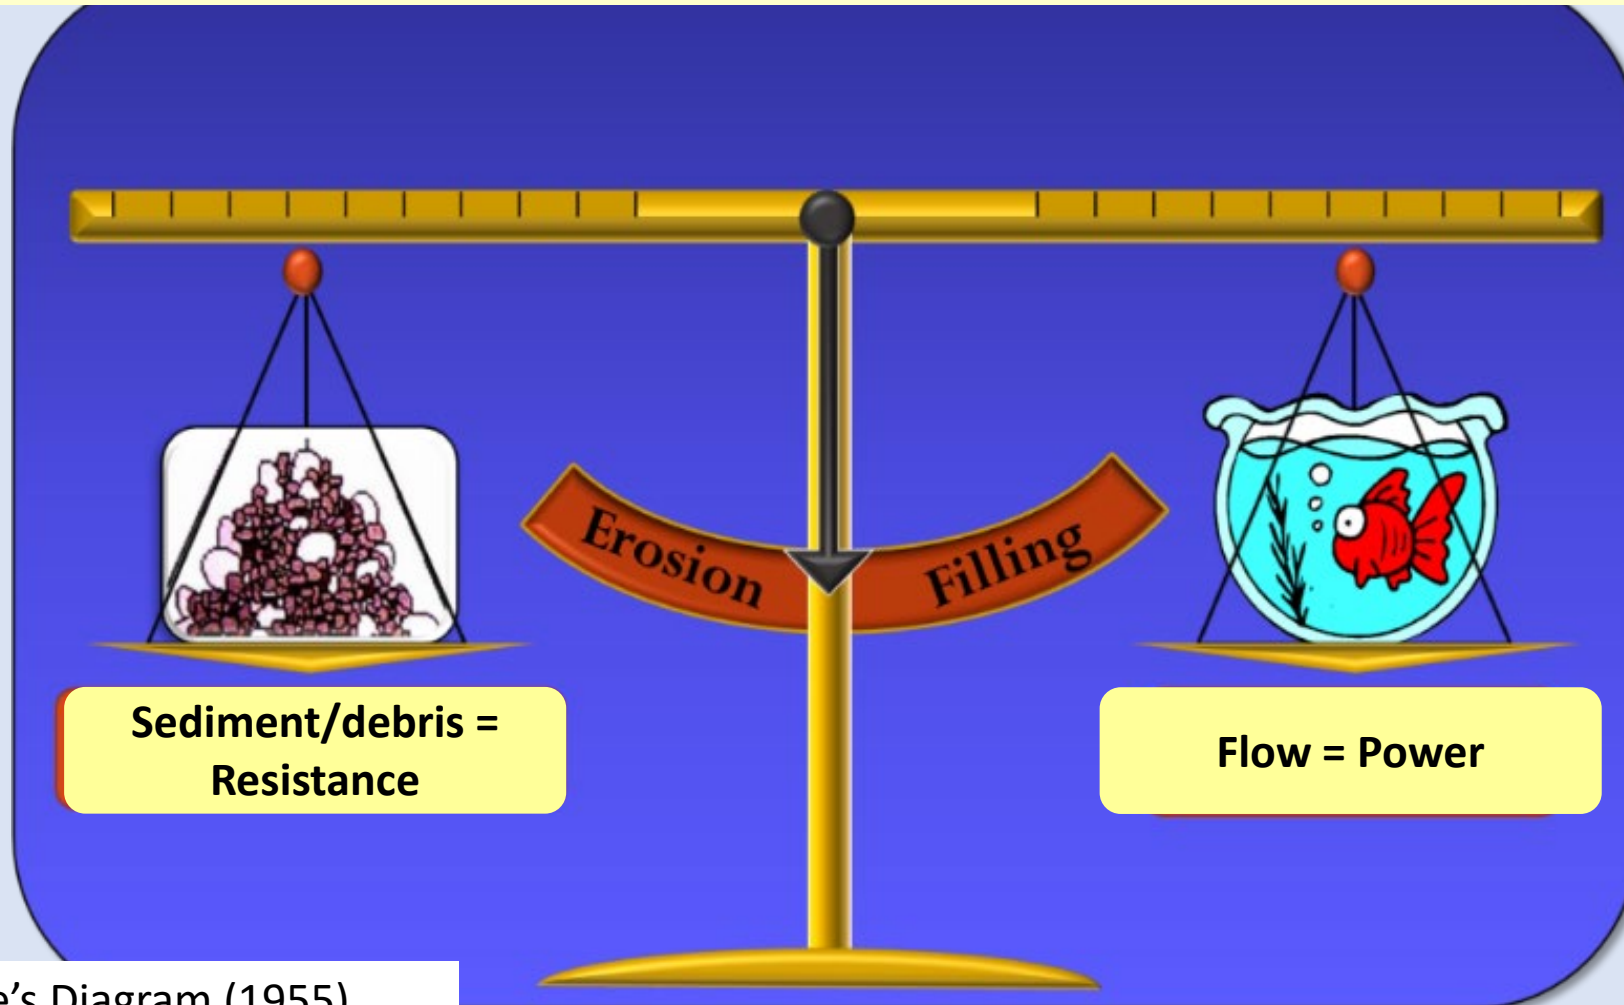 Erosion
Filling
Sediment/debris =
Resistance
Flow = Power
Diagram (1955)